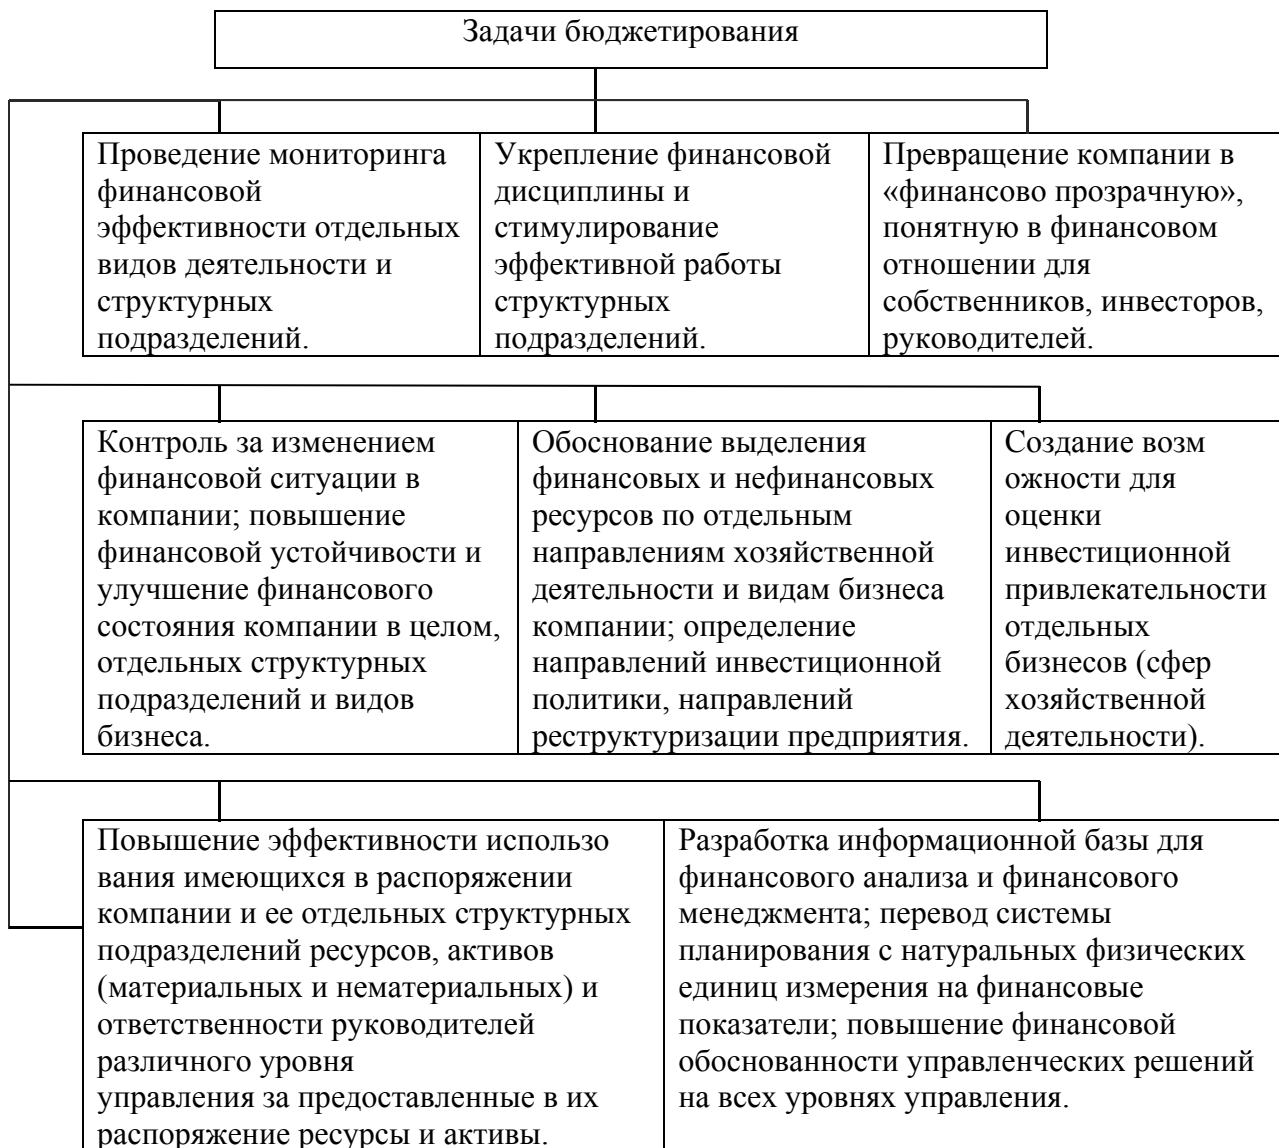 Задачи бюджетирования
Проведение мониторинга
финансовой
эффективности отдельных
видов деятельности и
структурных
подразделений.
Укрепление финансовой
дисциплины и
стимулирование
эффективной работы
структурных
подразделений.
Превращение компании в
«финансово прозрачную»,
понятную в финансовом
отношении для
собственников, инвесторов,
руководителей.
Контроль за изменением
финансовой ситуации в
компании; повышение
финансовой устойчивости и
улучшение финансового
состояния компании в целом,
отдельных структурных
подразделений и видов
бизнеса.
Обоснование выделения
финансовых и нефинансовых
ресурсов по отдельным
направлениям хозяйственной
деятельности и видам бизнеса
компании; определение
направлений инвестиционной
политики, направлений
реструктуризации предприятия.
Создание возм
ожности для
оценки
инвестиционной
привлекательности
отдельных
бизнесов (сфер
хозяйственной
деятельности).
Повышение эффективности использо
вания имеющихся в распоряжении
компании и ее отдельных структурных
подразделений ресурсов, активов
(материальных и нематериальных) и
ответственности руководителей
различного уровня
управления за предоставленные в их
распоряжение ресурсы и активы.
Разработка информационной базы для
финансового анализа и финансового
менеджмента; перевод системы
планирования с натуральных физических
единиц измерения на финансовые
показатели; повышение финансовой
обоснованности управленческих решений
на всех уровнях управления.